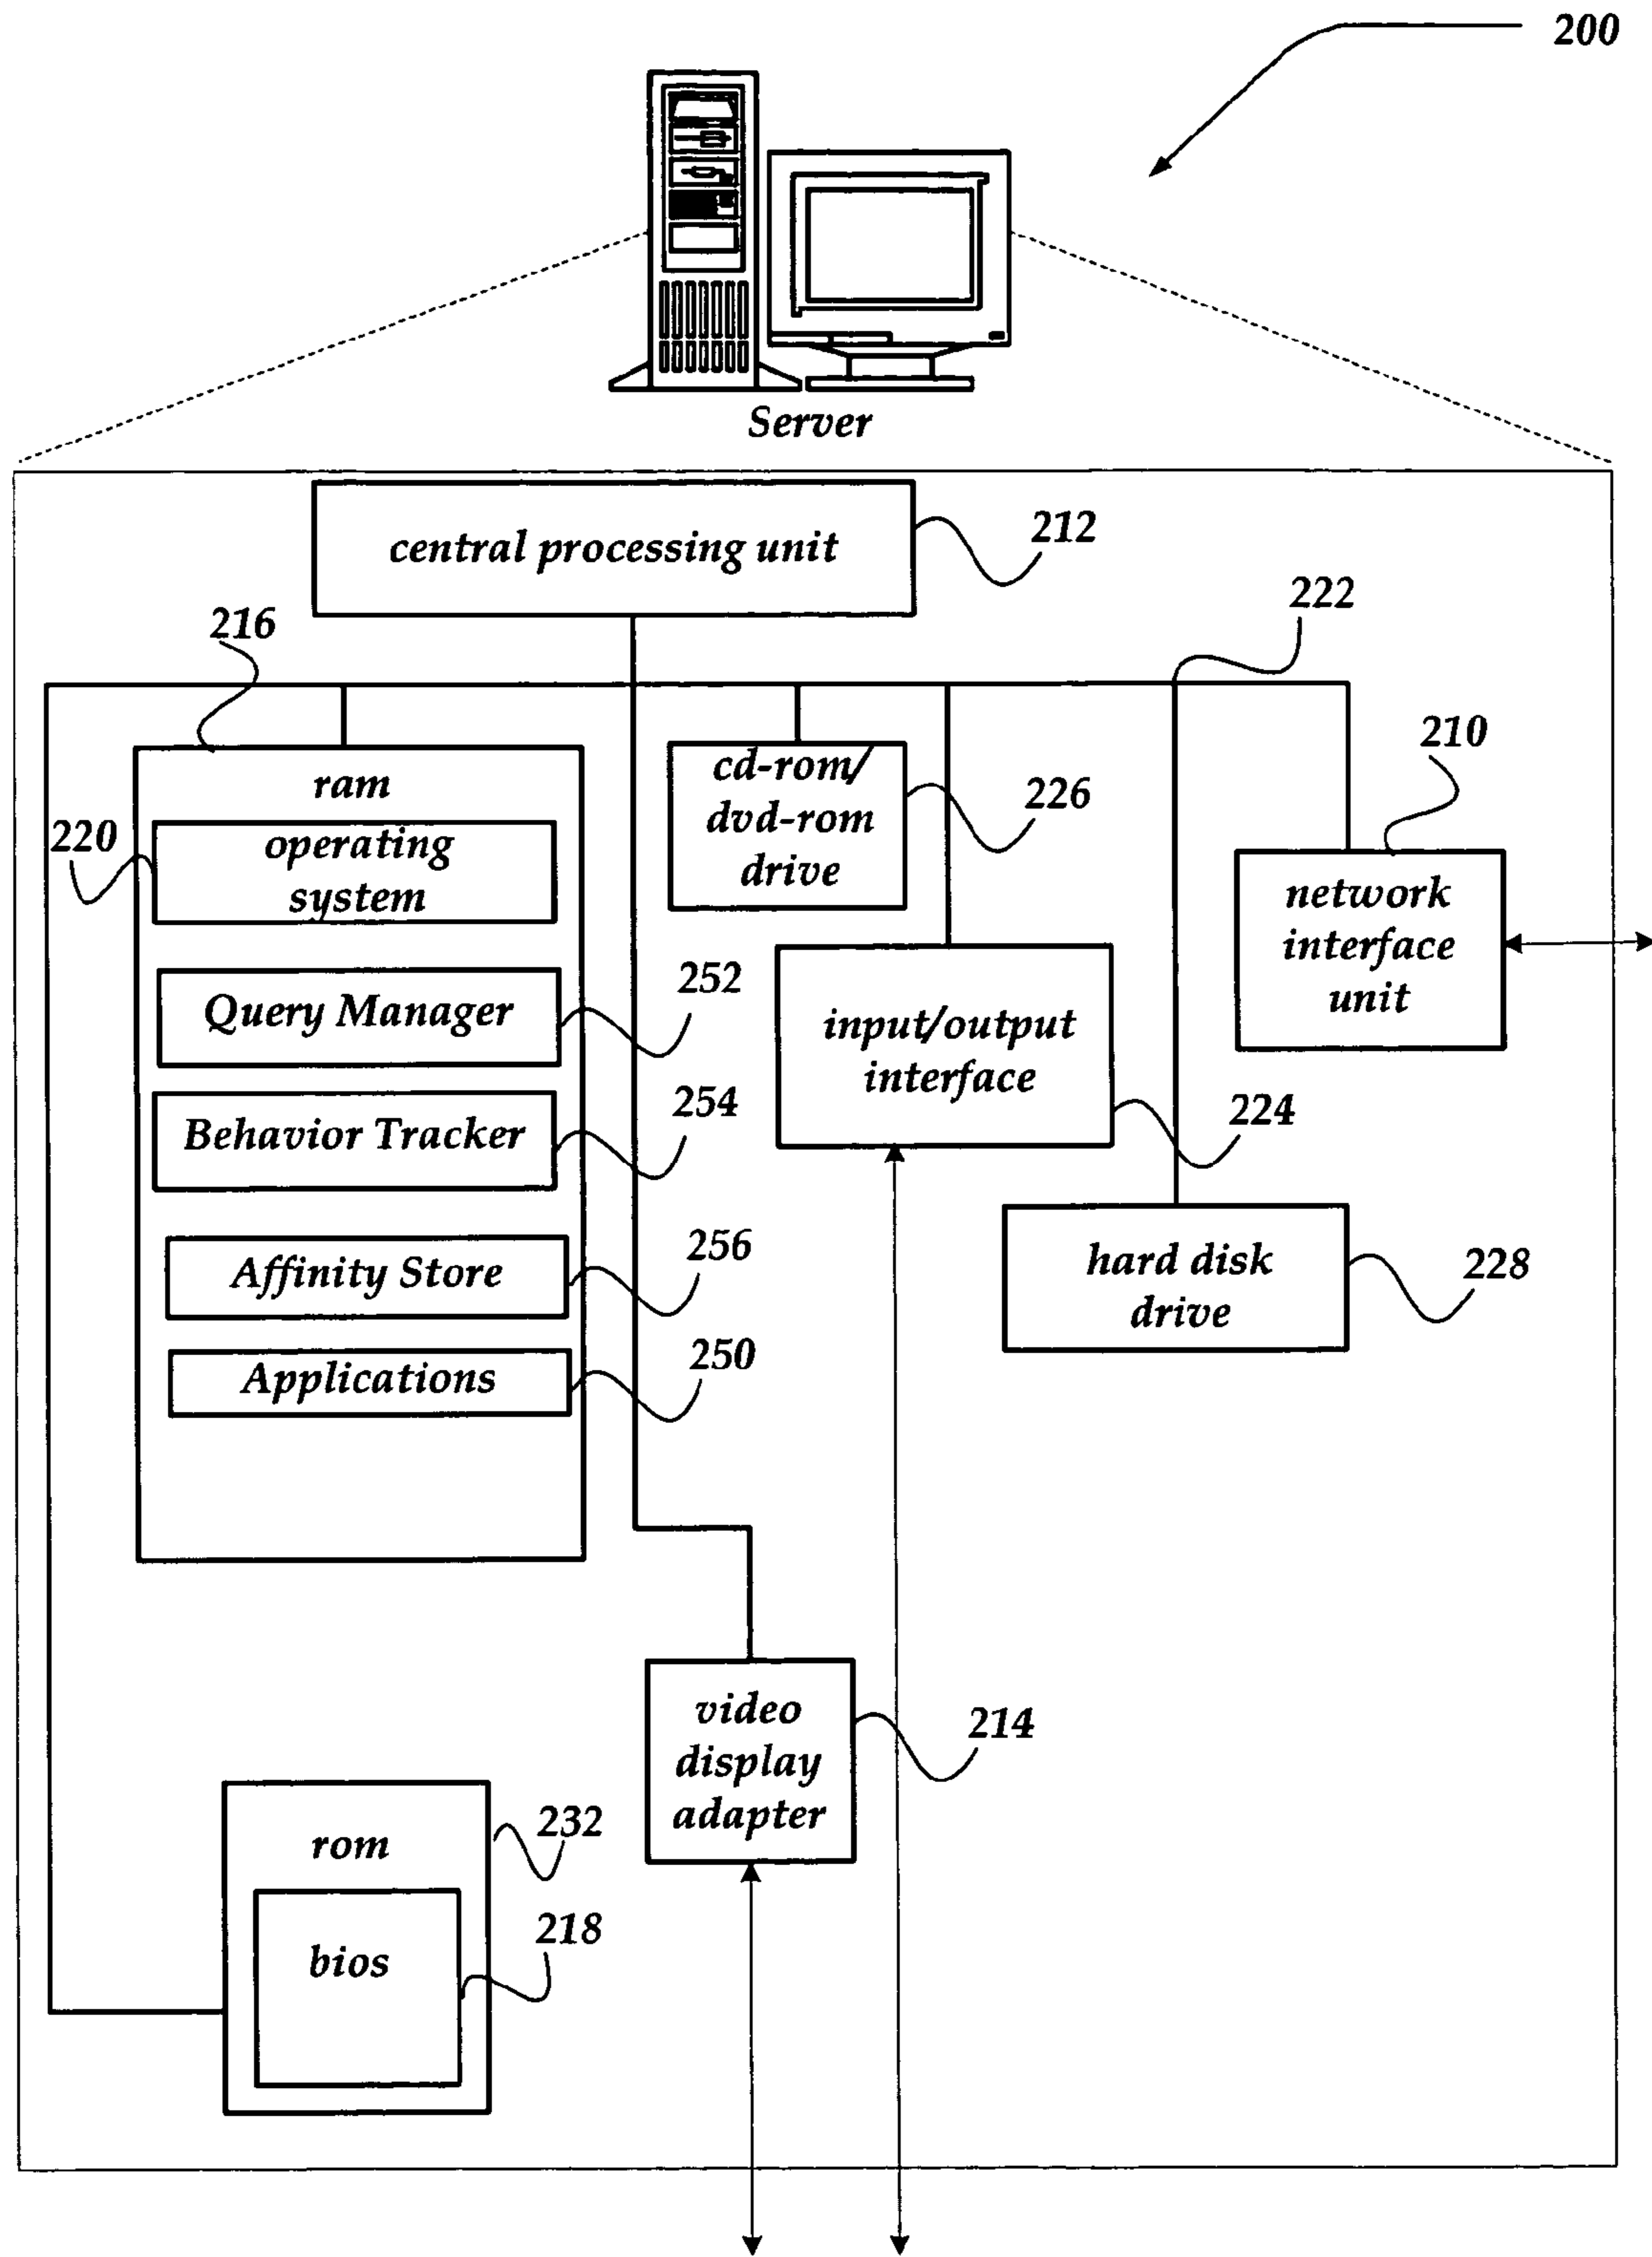 200
Server
central processing unit
212
222
216
210
ram
cd-rom/
dvd-rom
drive
226
220
operating
system
network
interface
unit
Query Manager
252
input/output
interface
Behavior Tracker
254
224
Affinity Store
256
hard disk
drive
228
Applications
250
video
display
adapter
214
rom
232
bios
218